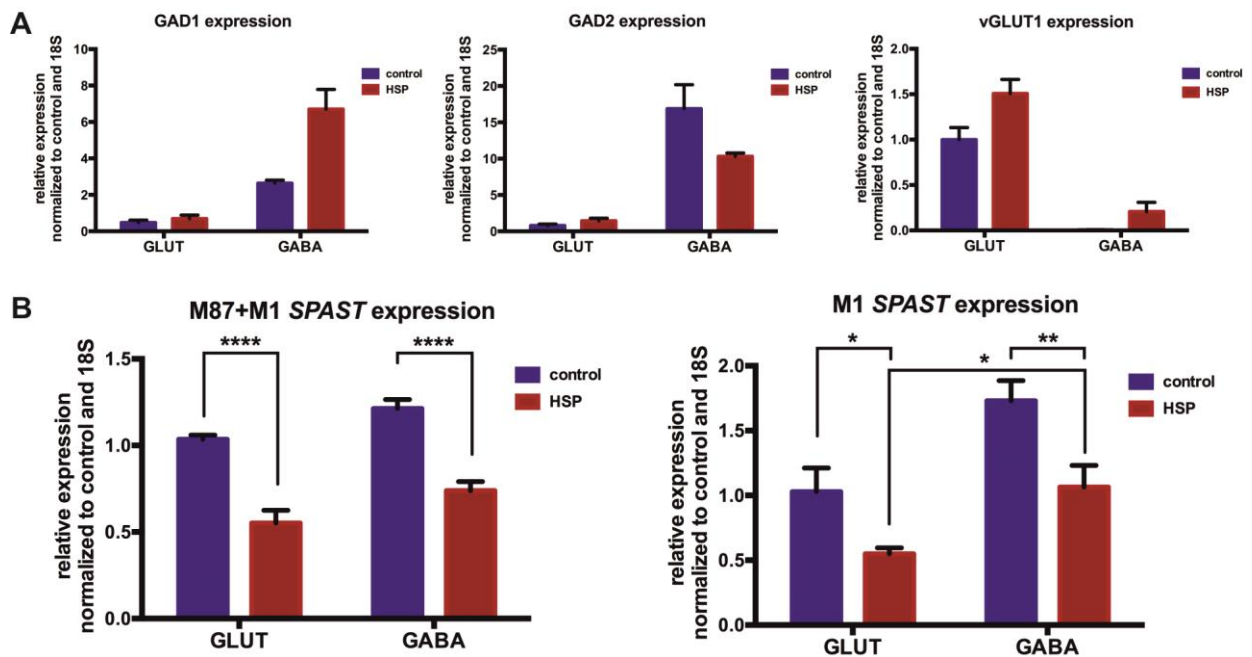 A
GAD1 expression
relative expression
normalized to control and 18S
10
8
6
4
2
0
GLUT
GABA
control
HSP
GAD2 expression
relative expression
normalized to control and 18S
25
20
15
10
5
0
GLUT
GABA
control
HSP
vGLUT1 expression
relative expression
normalized to control and 18S
2.0
1.5
1.0
0.5
0.0
GLUT
GABA
control
HSP
B
M87+M1 SPAST expression
relative expression
normalized to control and 18S
1.5
1.0
0.5
0.0
****
****
GLUT
GABA
control
HSP
M1 SPAST expression
relative expression
normalized to control and 18S
2.0
1.5
1.0
0.5
0.0
*
*
**
GLUT
GABA
control
HSP